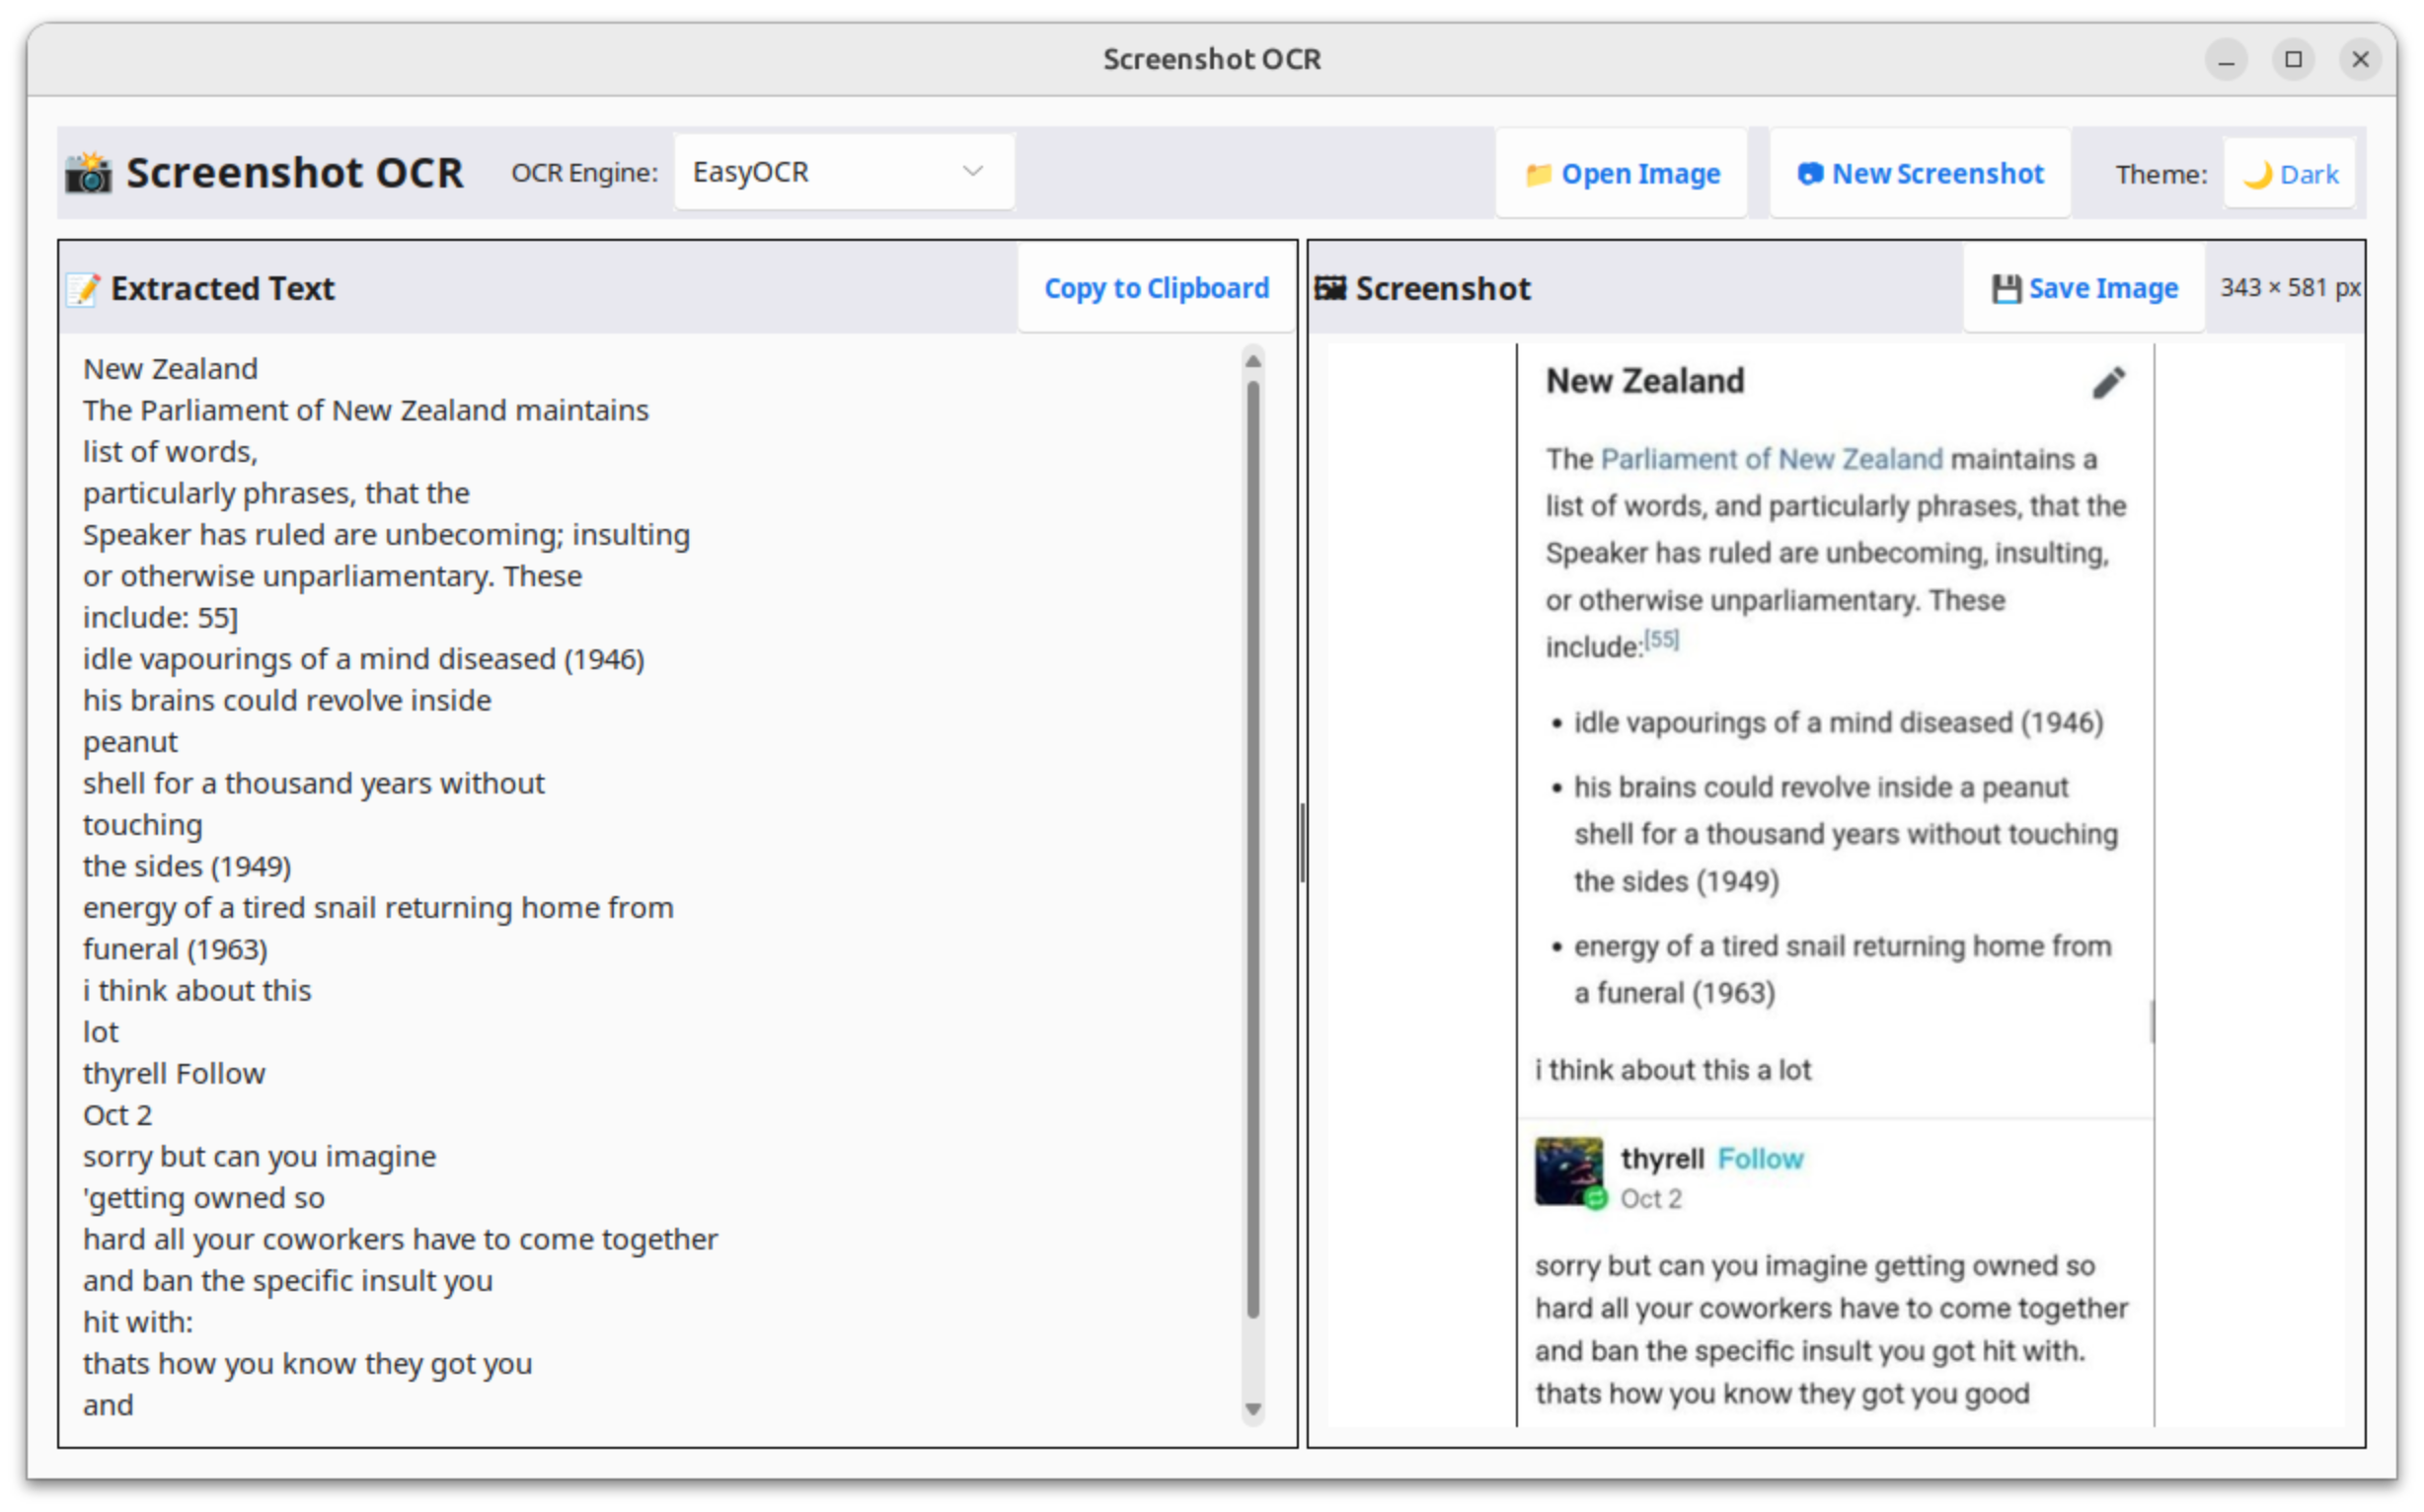 Screenshot OCR
📸 Screenshot OCR OCR Engine: EasyOCR 📁 Open Image 📷 New Screenshot Theme: 🌙 Dark
📝 Extracted Text Copy to Clipboard
New Zealand
The Parliament of New Zealand maintains
list of words,
particularly phrases, that the
Speaker has ruled are unbecoming; insulting
or otherwise unparliamentary. These
include: 55]
idle vapourings of a mind diseased (1946)
his brains could revolve inside
peanut
shell for a thousand years without
touching
the sides (1949)
energy of a tired snail returning home from
funeral (1963)
i think about this
lot
thyrell Follow
Oct 2
sorry but can you imagine
'getting owned so
hard all your coworkers have to come together
and ban the specific insult you
hit with:
thats how you know they got you
and
🖼 Screenshot 💾 Save Image 343 × 581 px
New Zealand
The Parliament of New Zealand maintains a
list of words, and particularly phrases, that the
Speaker has ruled are unbecoming, insulting,
or otherwise unparliamentary. These
include:[55]
• idle vapourings of a mind diseased (1946)
• his brains could revolve inside a peanut
shell for a thousand years without touching
the sides (1949)
• energy of a tired snail returning home from
a funeral (1963)
i think about this a lot
thyrell Follow
Oct 2
sorry but can you imagine getting owned so
hard all your coworkers have to come together
and ban the specific insult you got hit with.
thats how you know they got you good